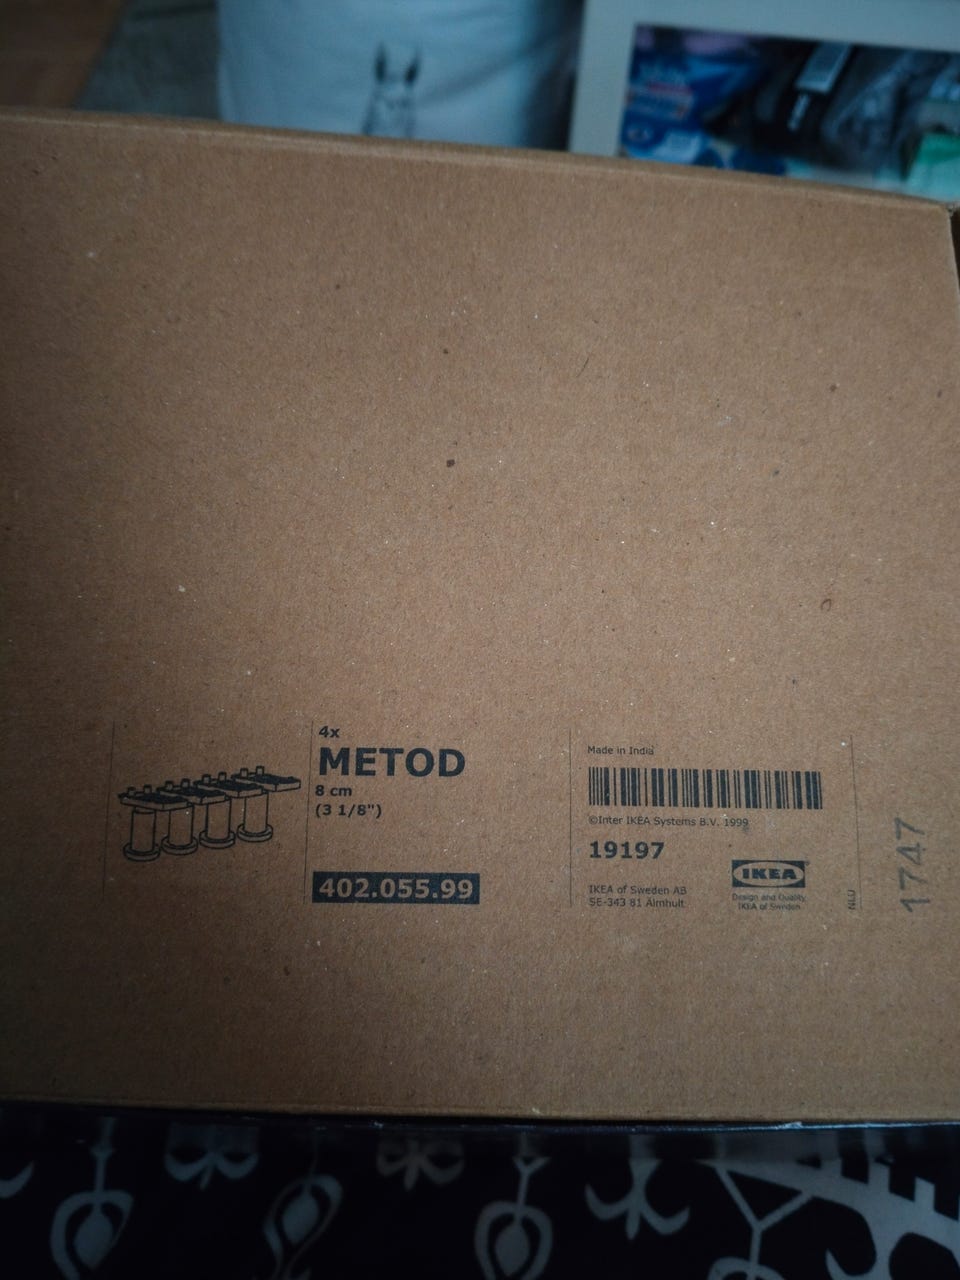 4x
METOD
8 cm
(3 1/8")
402.055.99
Made in India
©Inter IKEA Systems B.V. 1999
19197
IKEA of Sweden AB
SE-343 81 Älmhult
IKEA®
Design and Quality
IKEA of Sweden
NLU
1747